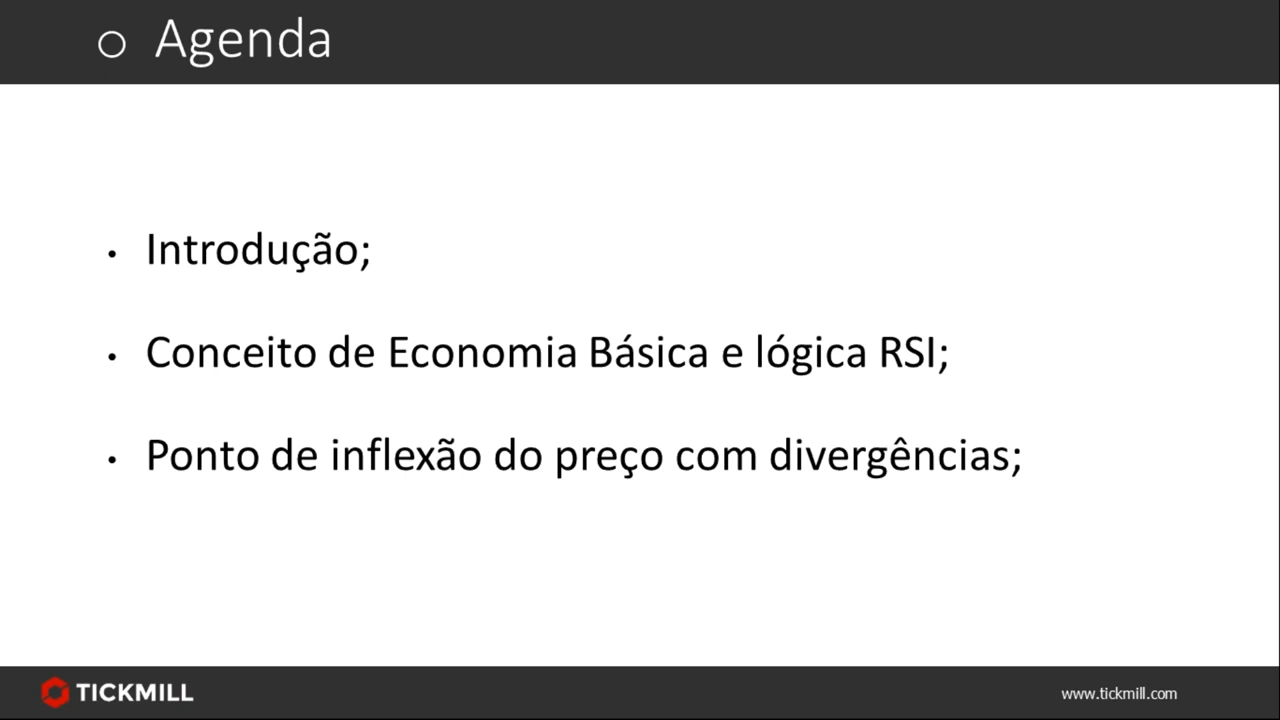 Agenda
Introdução;
Conceito de Economia Básica e lógica RSI;
Ponto de inflexão do preço com divergências;
TICKMILL
www.tickmill.com